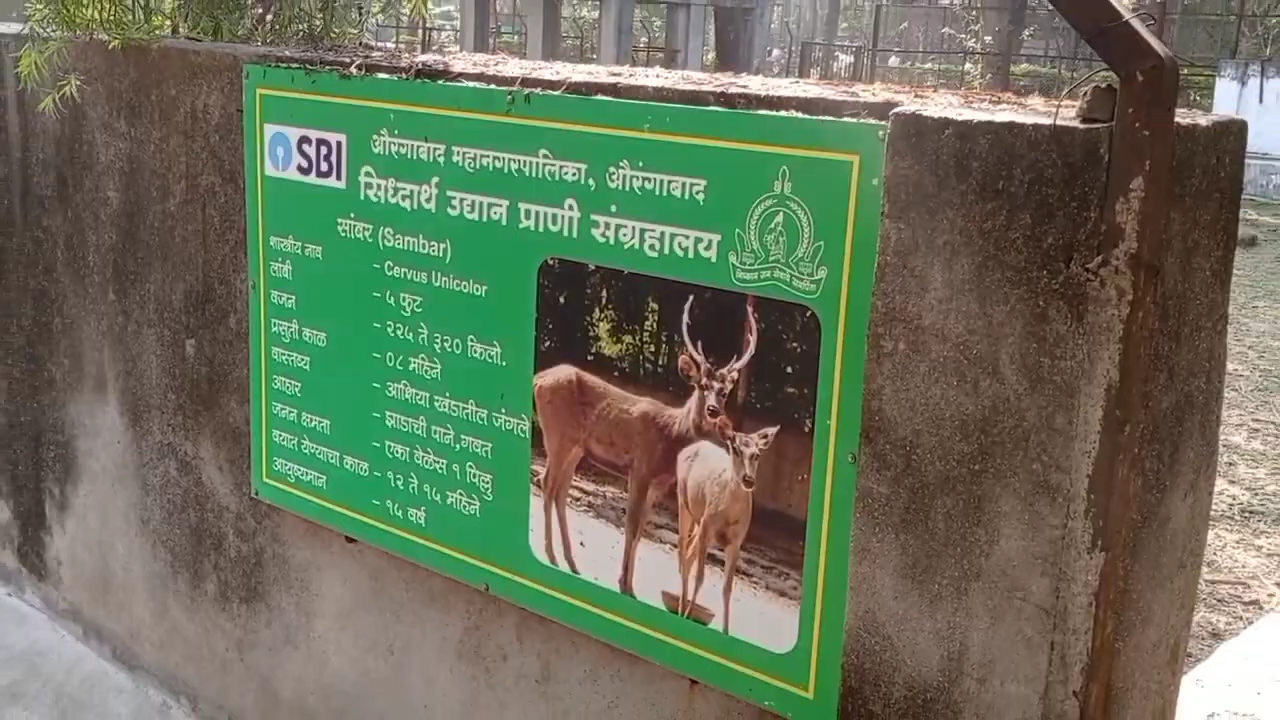 SBI
औरंगाबाद महानगरपालिका, औरंगाबाद
सिध्दार्थ उद्यान प्राणी संग्रहालय
सांबर (Sambar)
शास्त्रीय नाव - Cervus Unicolor
लांबी - ५ फुट
वजन - २२५ ते ३२० किलो.
प्रसुती काळ - ०८ महिने
वास्तव्य - आशिया खंडातील जंगले
आहार - झाडाची पाने,गवत
जनन क्षमता - एका वेळेस १ पिल्लु
वयात येण्याचा काळ - १२ ते १५ महिने
आयुष्यमान - १५ वर्ष